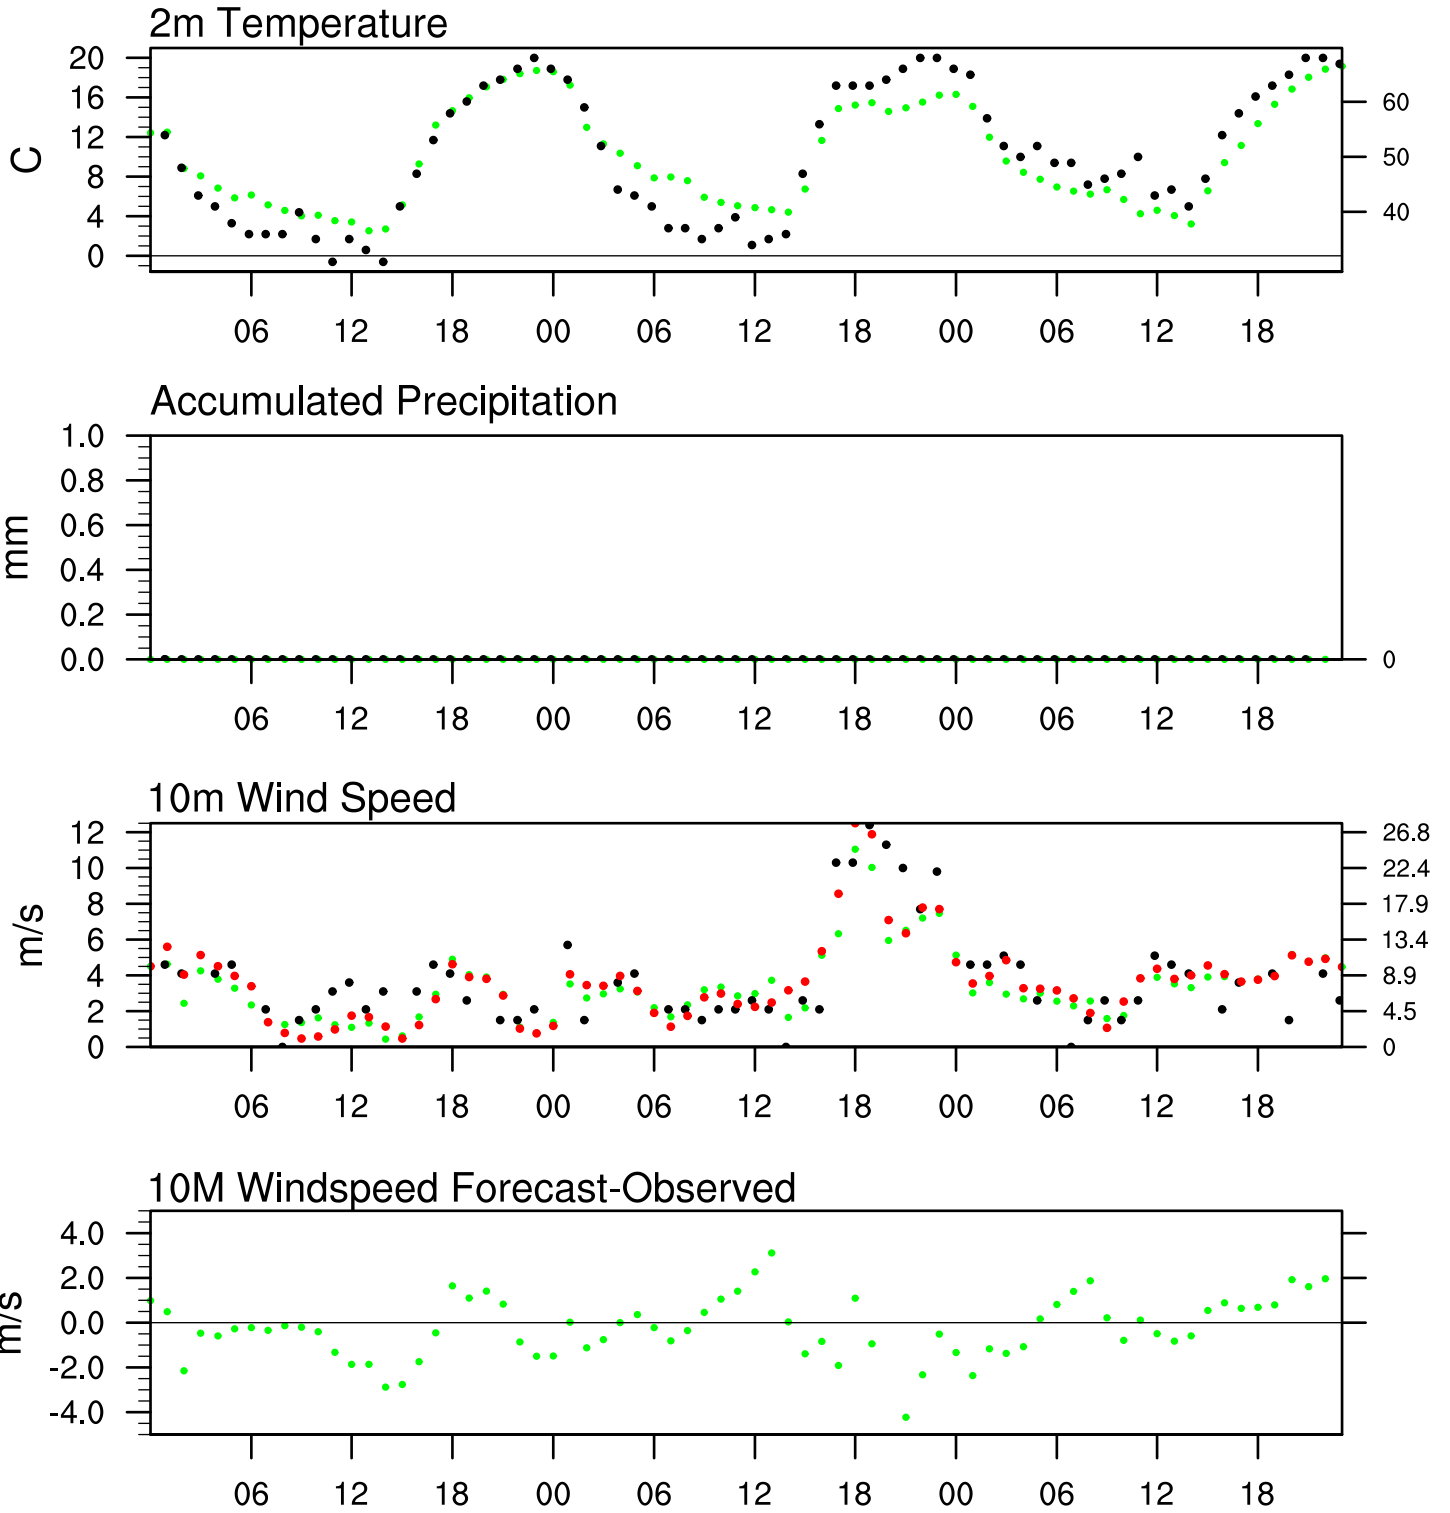 2m Temperature
20
16
12
8
4
0
C
60
50
40
06 12 18 00 06 12 18 00 06 12 18
Accumulated Precipitation
1.0
0.8
0.6
0.4
0.2
0.0
mm
0
06 12 18 00 06 12 18 00 06 12 18
10m Wind Speed
12
10
8
6
4
2
0
m/s
26.8
22.4
17.9
13.4
8.9
4.5
0
06 12 18 00 06 12 18 00 06 12 18
10M Windspeed Forecast-Observed
4.0
2.0
0.0
-2.0
-4.0
m/s
06 12 18 00 06 12 18 00 06 12 18